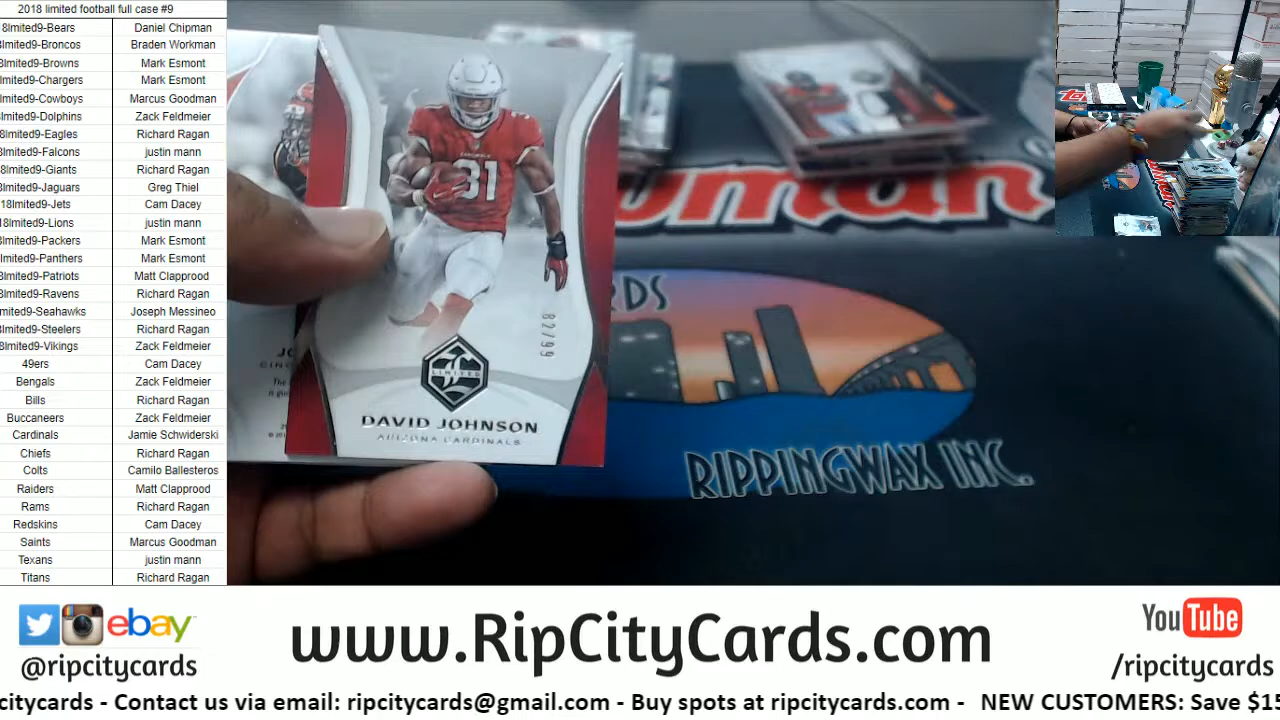 2018 limited football full case #9
8lmited9-Bears Daniel Chipman
8lmited9-Broncos Braden Workman
8lmited9-Browns Mark Esmont
lmited9-Chargers Mark Esmont
lmited9-Cowboys Marcus Goodman
8lmited9-Dolphins Zack Feldmeier
8lmited9-Eagles Richard Ragan
8lmited9-Falcons justin mann
8lmited9-Giants Richard Ragan
8lmited9-Jaguars Greg Thiel
18lmited9-Jets Cam Dacey
18lmited9-Lions justin mann
8lmited9-Packers Mark Esmont
lmited9-Panthers Mark Esmont
8lmited9-Patriots Matt Clapprood
8lmited9-Ravens Richard Ragan
mited9-Seahawks Joseph Messineo
8lmited9-Steelers Richard Ragan
8lmited9-Vikings Zack Feldmeier
49ers Cam Dacey
Bengals Zack Feldmeier
Bills Richard Ragan
Buccaneers Zack Feldmeier
Cardinals Jamie Schwiderski
Chiefs Richard Ragan
Colts Camilo Ballesteros
Raiders Matt Clapprood
Rams Richard Ragan
Redskins Cam Dacey
Saints Marcus Goodman
Texans justin mann
Titans Richard Ragan
31
82/99
LIMITED
DAVID JOHNSON
ARIZONA CARDINALS
wman
RDS
RIPPINGWAX INC.
ebay
@ripcitycards
www.RipCityCards.com
YouTube
/ripcitycards
citycards - Contact us via email: ripcitycards@gmail.com - Buy spots at ripcitycards.com - NEW CUSTOMERS: Save $15